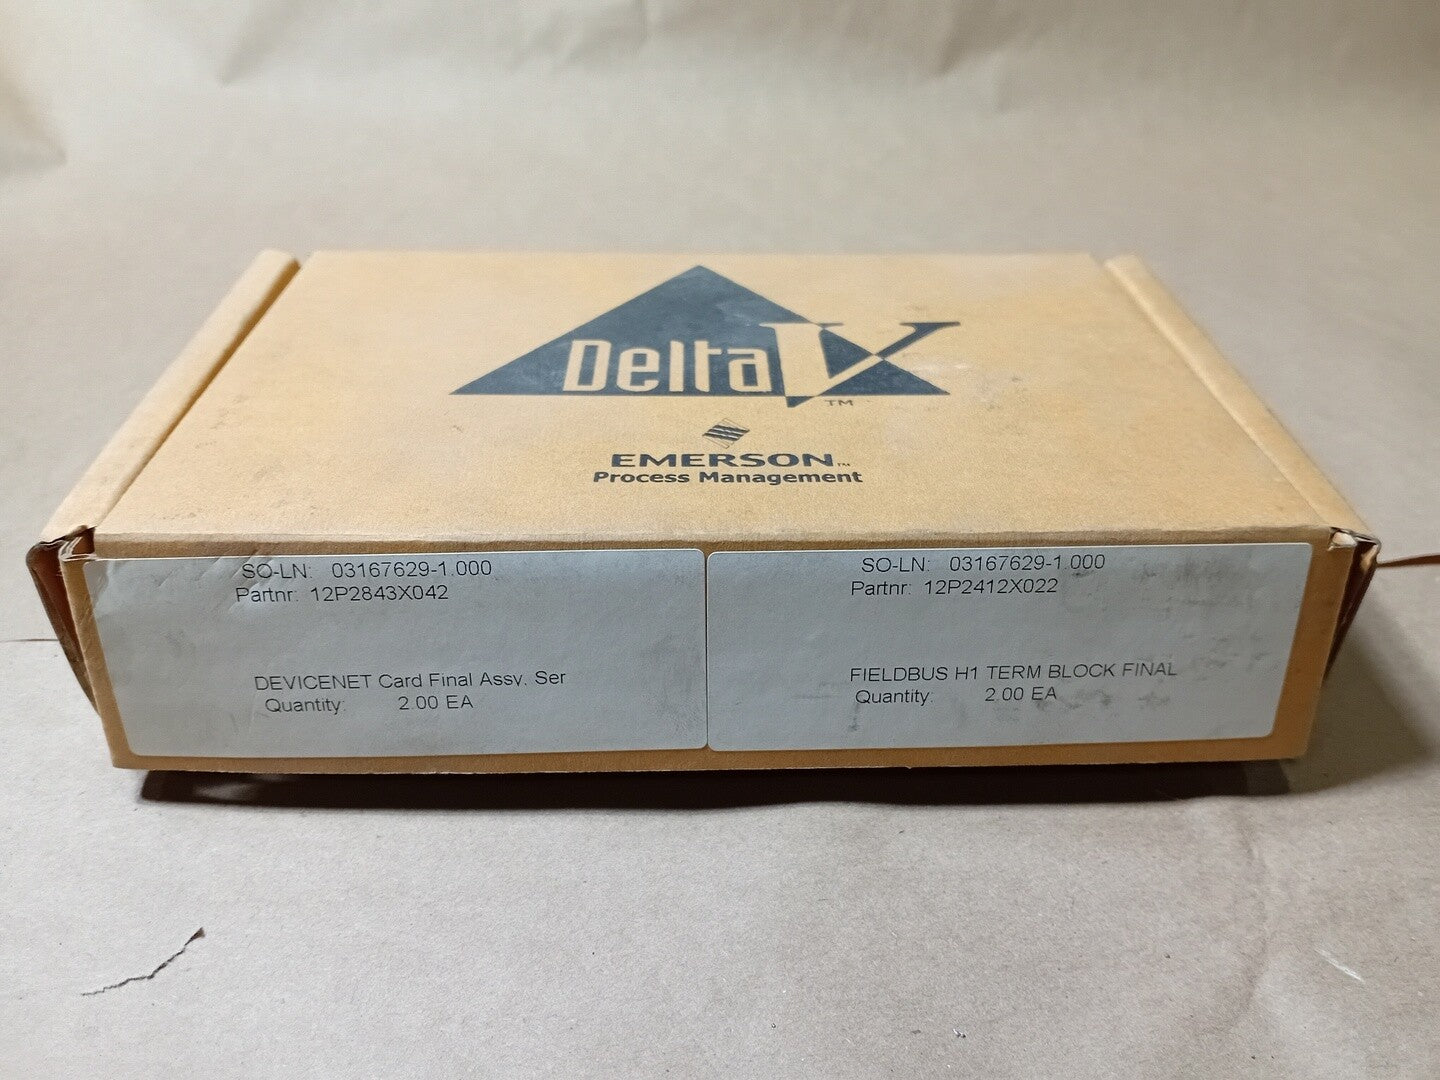 DeltaV
TM
EMERSON™
Process Management
SO-LN: 03167629-1.000
Partnr: 12P2843X042
DEVICENET Card Final Assv. Ser
Quantity: 2.00 EA
SO-LN: 03167629-1.000
Partnr: 12P2412X022
FIELDBUS H1 TERM BLOCK FINAL
Quantity: 2.00 EA